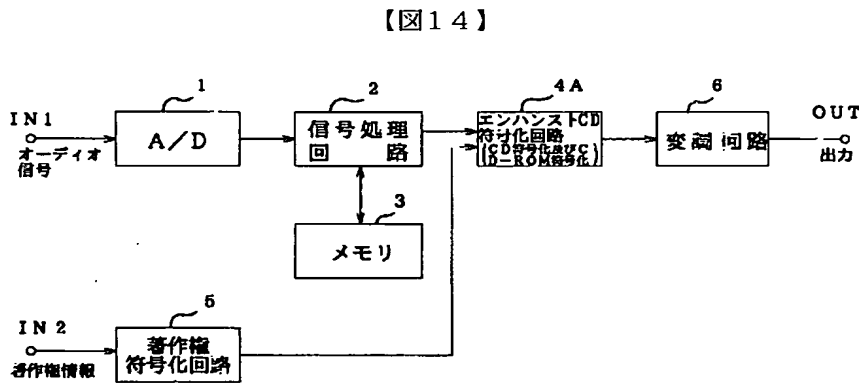 【図14】
1
2
4A
6
IN1
オーディオ
信号
A/D
信号処理
回路
エンハンストCD
符号化回路
(CD符号化及びC
D-ROM符号化)
変調回路
OUT
出力
3
メモリ
5
IN2
著作権情報
著作権
符号化回路